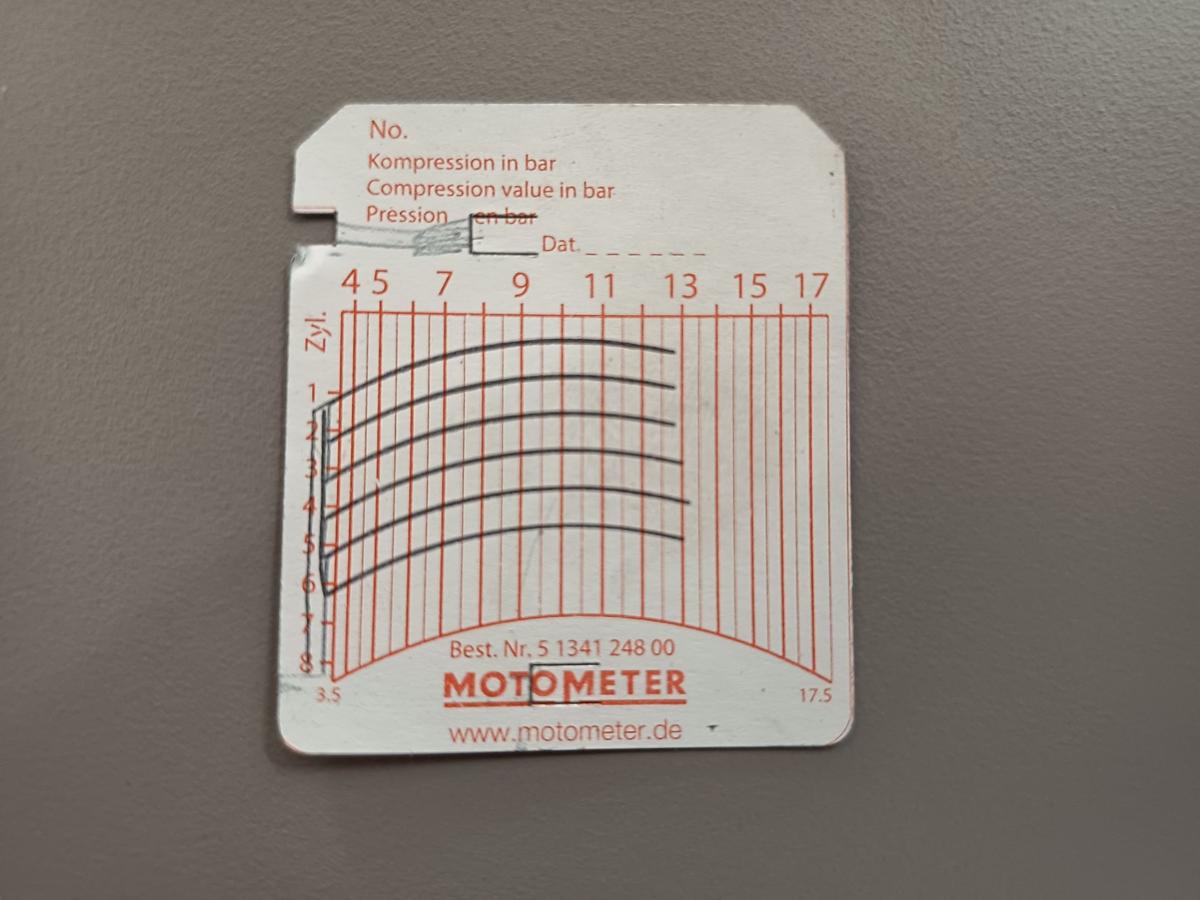 No.
Kompression in bar
Compression value in bar
Pression en bar
Dat.
4 5 7 9 11 13 15 17
Zyl.
1
2
3
4
5
6
7
8
3.5 17.5
Best. Nr. 5 1341 248 00
MOTOMETER
www.motometer.de